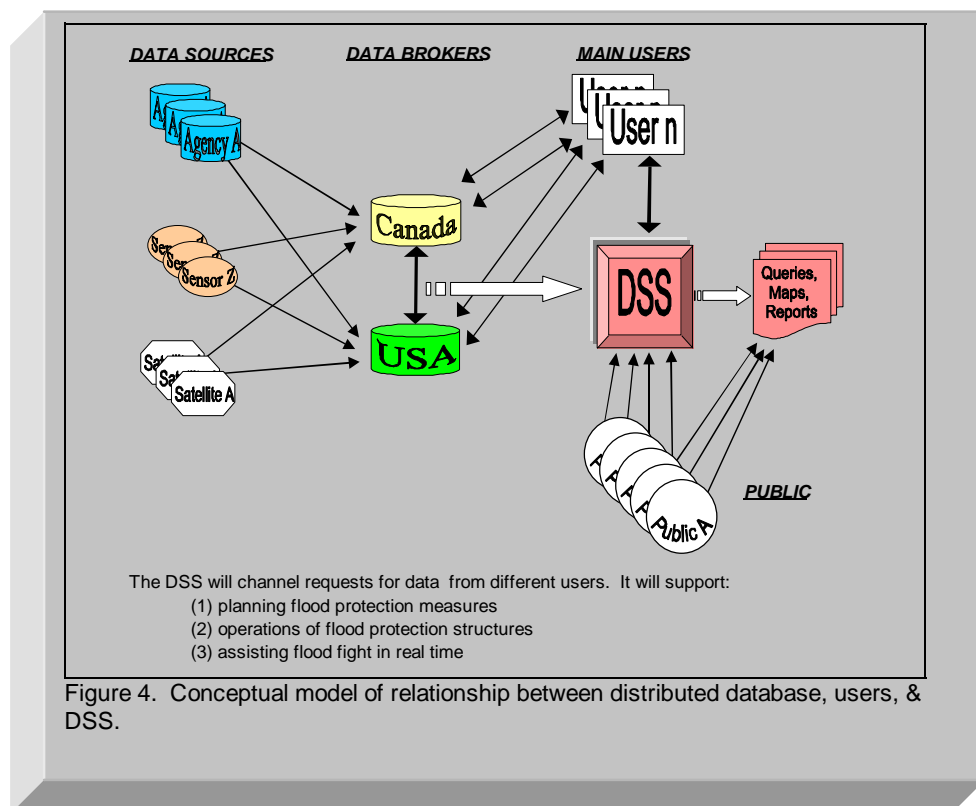 DATA SOURCES
DATA BROKERS
MAIN USERS
User n
User n
User n
Agency A
Canada
Sensor Z
USA
Satellite A
DSS
Queries,
Maps,
Reports
PUBLIC
Public A
The DSS will channel requests for data from different users. It will support:
(1) planning flood protection measures
(2) operations of flood protection structures
(3) assisting flood fight in real time
Figure 4. Conceptual model of relationship between distributed database, users, &
DSS.